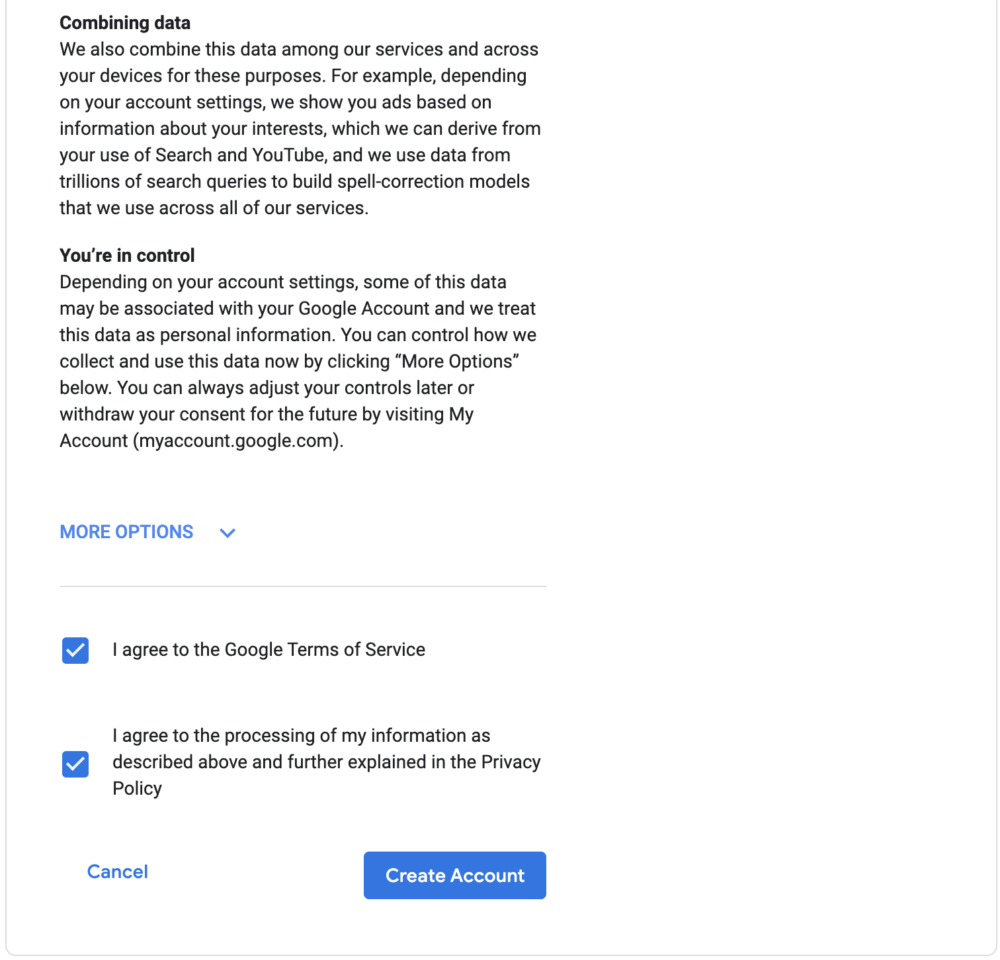 Combining data
We also combine this data among our services and across
your devices for these purposes. For example, depending
on your account settings, we show you ads based on
information about your interests, which we can derive from
your use of Search and YouTube, and we use data from
trillions of search queries to build spell-correction models
that we use across all of our services.
You’re in control
Depending on your account settings, some of this data
may be associated with your Google Account and we treat
this data as personal information. You can control how we
collect and use this data now by clicking “More Options”
below. You can always adjust your controls later or
withdraw your consent for the future by visiting My
Account (myaccount.google.com).
MORE OPTIONS
I agree to the Google Terms of Service
I agree to the processing of my information as
described above and further explained in the Privacy
Policy
Cancel
Create Account